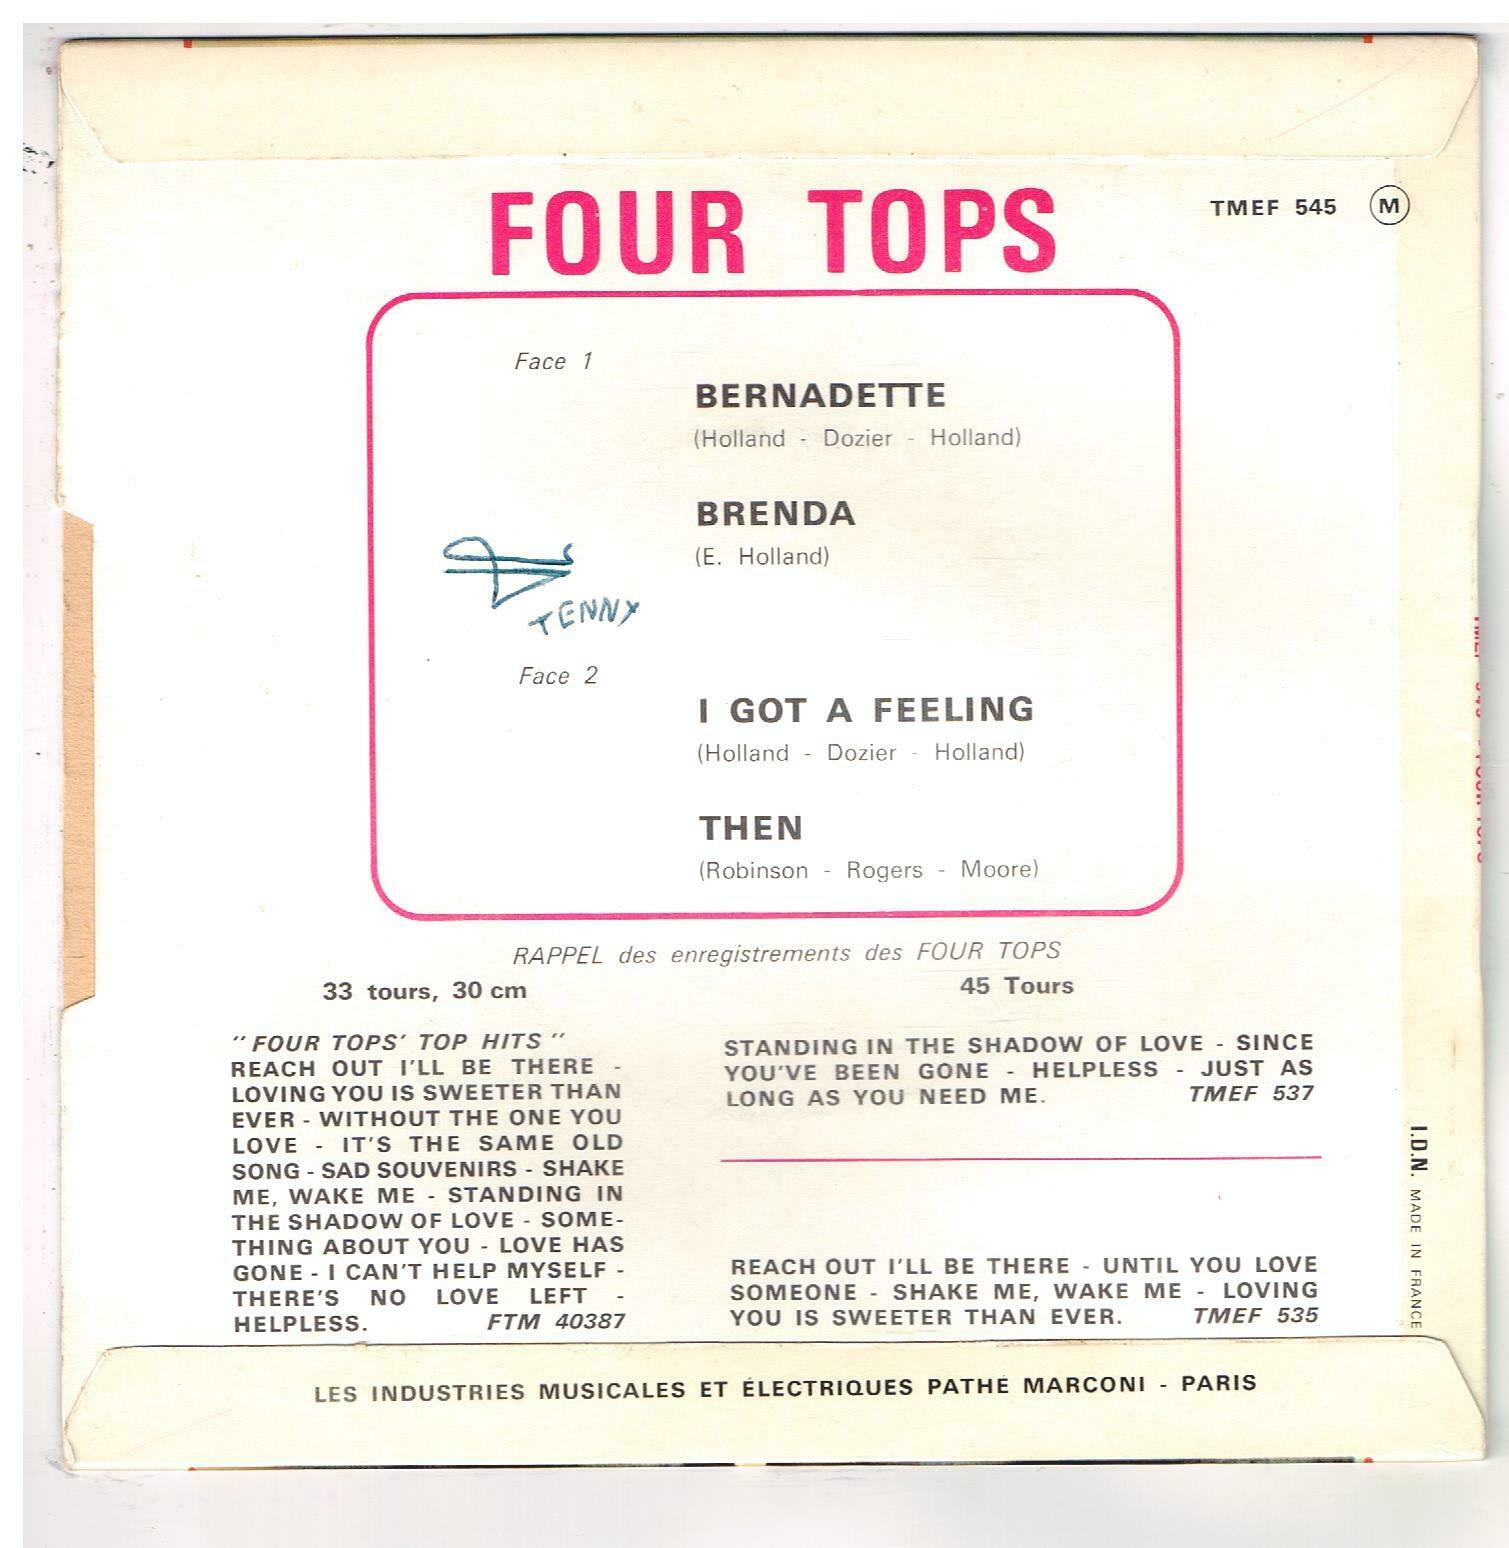 FOUR TOPS
TMEF 545 M
Face 1
BERNADETTE
(Holland - Dozier - Holland)
BRENDA
(E. Holland)
TENNY
Face 2
I GOT A FEELING
(Holland - Dozier - Holland)
THEN
(Robinson - Rogers - Moore)
RAPPEL des enregistrements des FOUR TOPS
33 tours, 30 cm
"FOUR TOPS' TOP HITS"
REACH OUT I'LL BE THERE -
LOVING YOU IS SWEETER THAN
EVER - WITHOUT THE ONE YOU
LOVE - IT'S THE SAME OLD
SONG - SAD SOUVENIRS - SHAKE
ME, WAKE ME - STANDING IN
THE SHADOW OF LOVE - SOME-
THING ABOUT YOU - LOVE HAS
GONE - I CAN'T HELP MYSELF -
THERE'S NO LOVE LEFT -
HELPLESS. FTM 40387
45 Tours
STANDING IN THE SHADOW OF LOVE - SINCE
YOU'VE BEEN GONE - HELPLESS - JUST AS
LONG AS YOU NEED ME. TMEF 537
REACH OUT I'LL BE THERE - UNTIL YOU LOVE
SOMEONE - SHAKE ME, WAKE ME - LOVING
YOU IS SWEETER THAN EVER. TMEF 535
I.D.N. MADE IN FRANCE
LES INDUSTRIES MUSICALES ET ÉLECTRIQUES PATHÉ MARCONI - PARIS